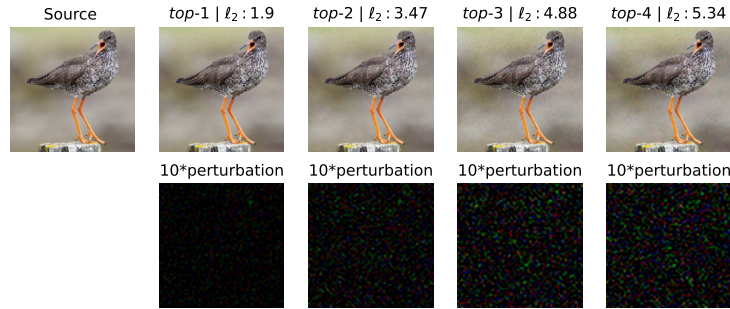 Source
top-1 | ℓ₂ : 1.9
top-2 | ℓ₂ : 3.47
top-3 | ℓ₂ : 4.88
top-4 | ℓ₂ : 5.34
10*perturbation
10*perturbation
10*perturbation
10*perturbation